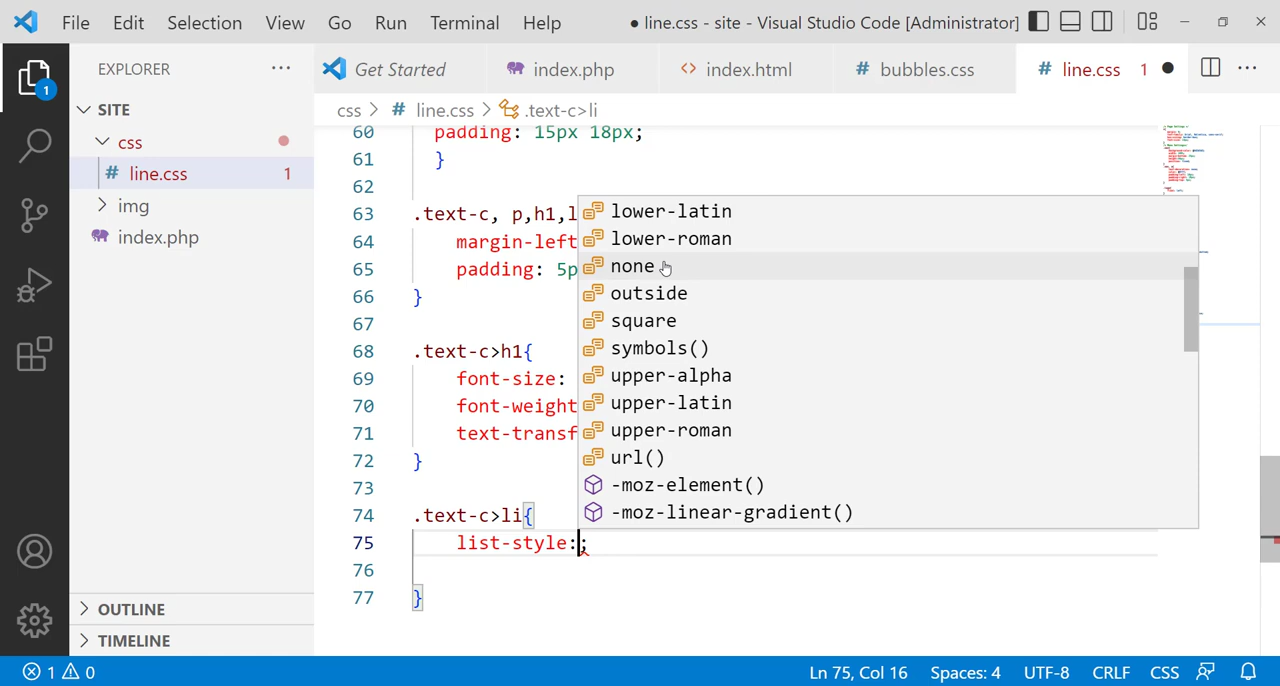 File Edit Selection View Go Run Terminal Help
● line.css - site - Visual Studio Code [Administrator]
EXPLORER ···
Get Started
index.php
<> index.html
# bubbles.css
# line.css 1 ●
···
SITE
css > # line.css > .text-c>li
css
# line.css 1
img
index.php
1
60 padding: 15px 18px;
61 }
62
63 .text-c, p,h1,l
64 margin-left
65 padding: 5p
66 }
67
68 .text-c>h1{
69 font-size:
70 font-weight
71 text-transf
72 }
73
74 .text-c>li{
75 list-style:;
76
77 }
lower-latin
lower-roman
none
outside
square
symbols()
upper-alpha
upper-latin
upper-roman
url()
-moz-element()
-moz-linear-gradient()
OUTLINE
TIMELINE
1 0
Ln 75, Col 16 Spaces: 4 UTF-8 CRLF CSS